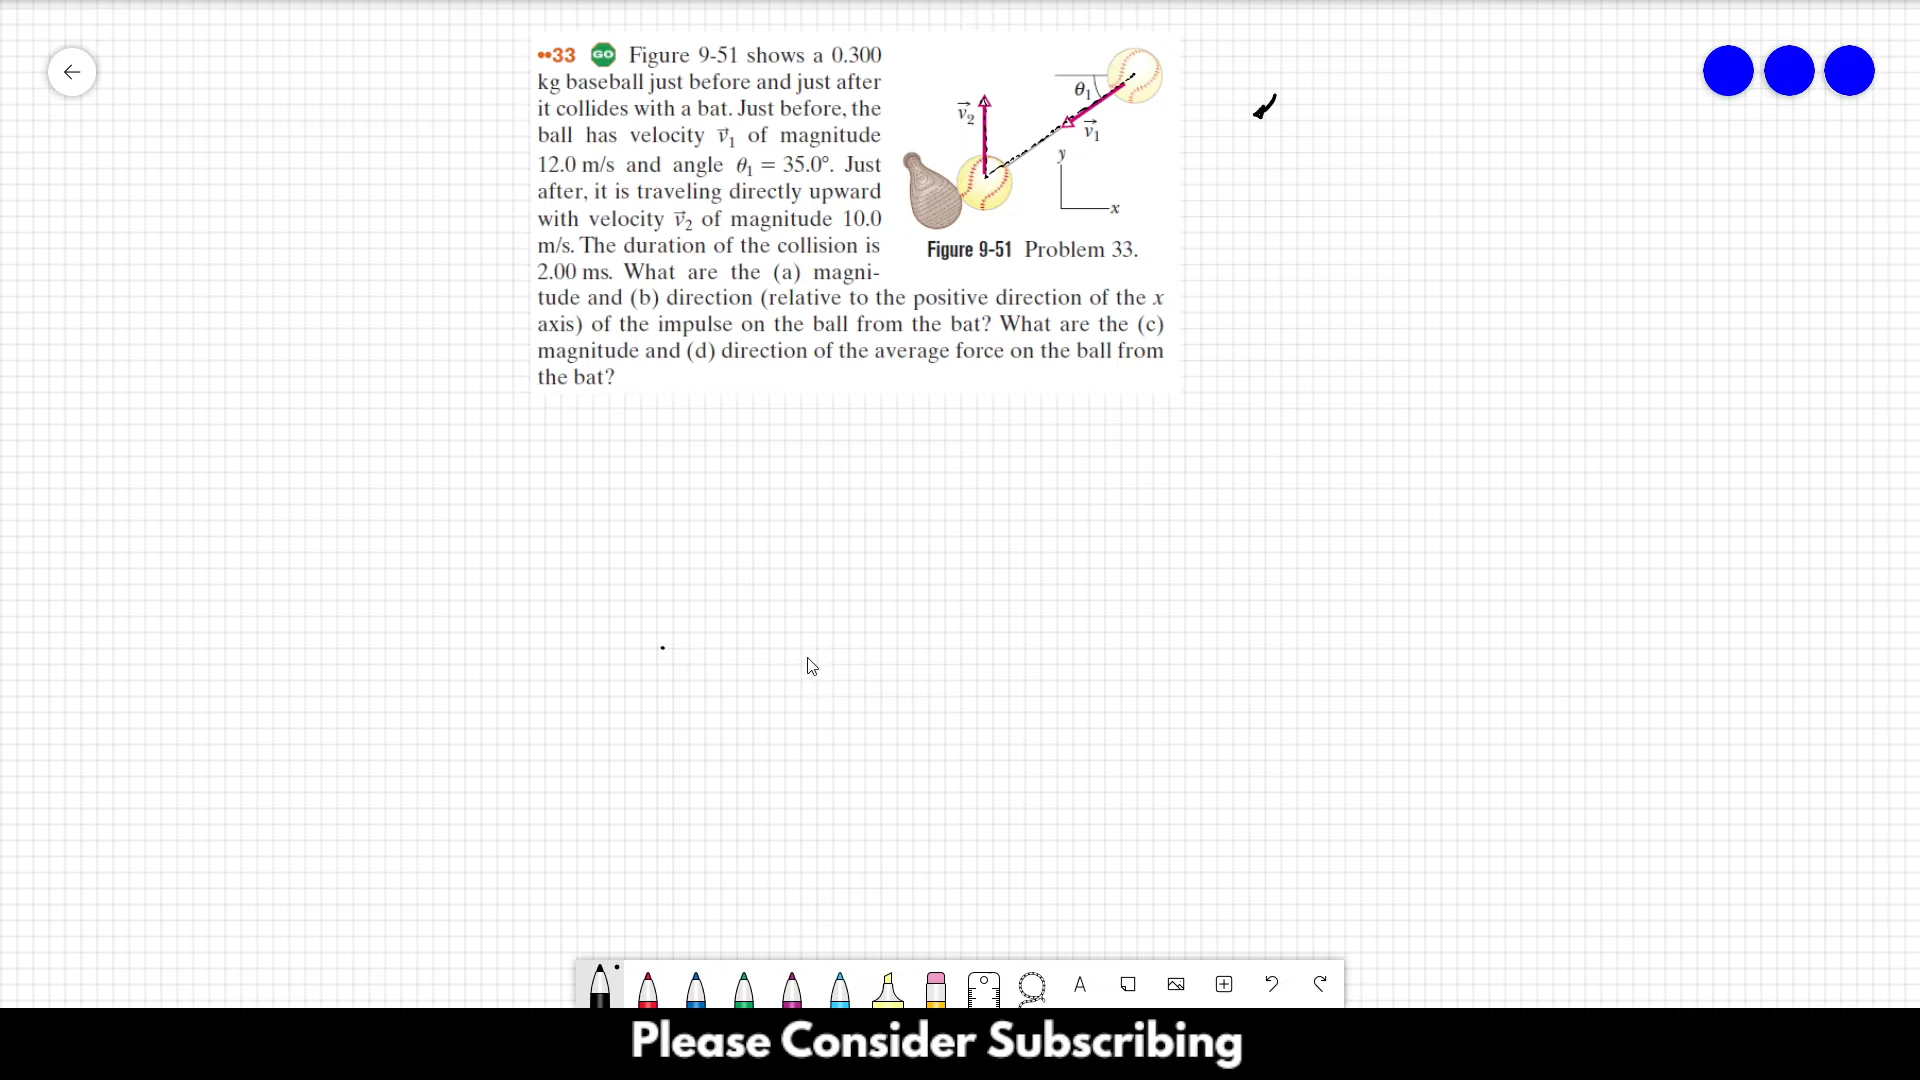 ••33 GO Figure 9-51 shows a 0.300
kg baseball just before and just after
it collides with a bat. Just before, the
ball has velocity v⃗₁ of magnitude
12.0 m/s and angle θ₁ = 35.0°. Just
after, it is traveling directly upward
with velocity v⃗₂ of magnitude 10.0
m/s. The duration of the collision is
2.00 ms. What are the (a) magni-
tude and (b) direction (relative to the positive direction of the x
axis) of the impulse on the ball from the bat? What are the (c)
magnitude and (d) direction of the average force on the ball from
the bat?
θ₁
v⃗₂
v⃗₁
y
x
Figure 9-51 Problem 33.
A
Please Consider Subscribing